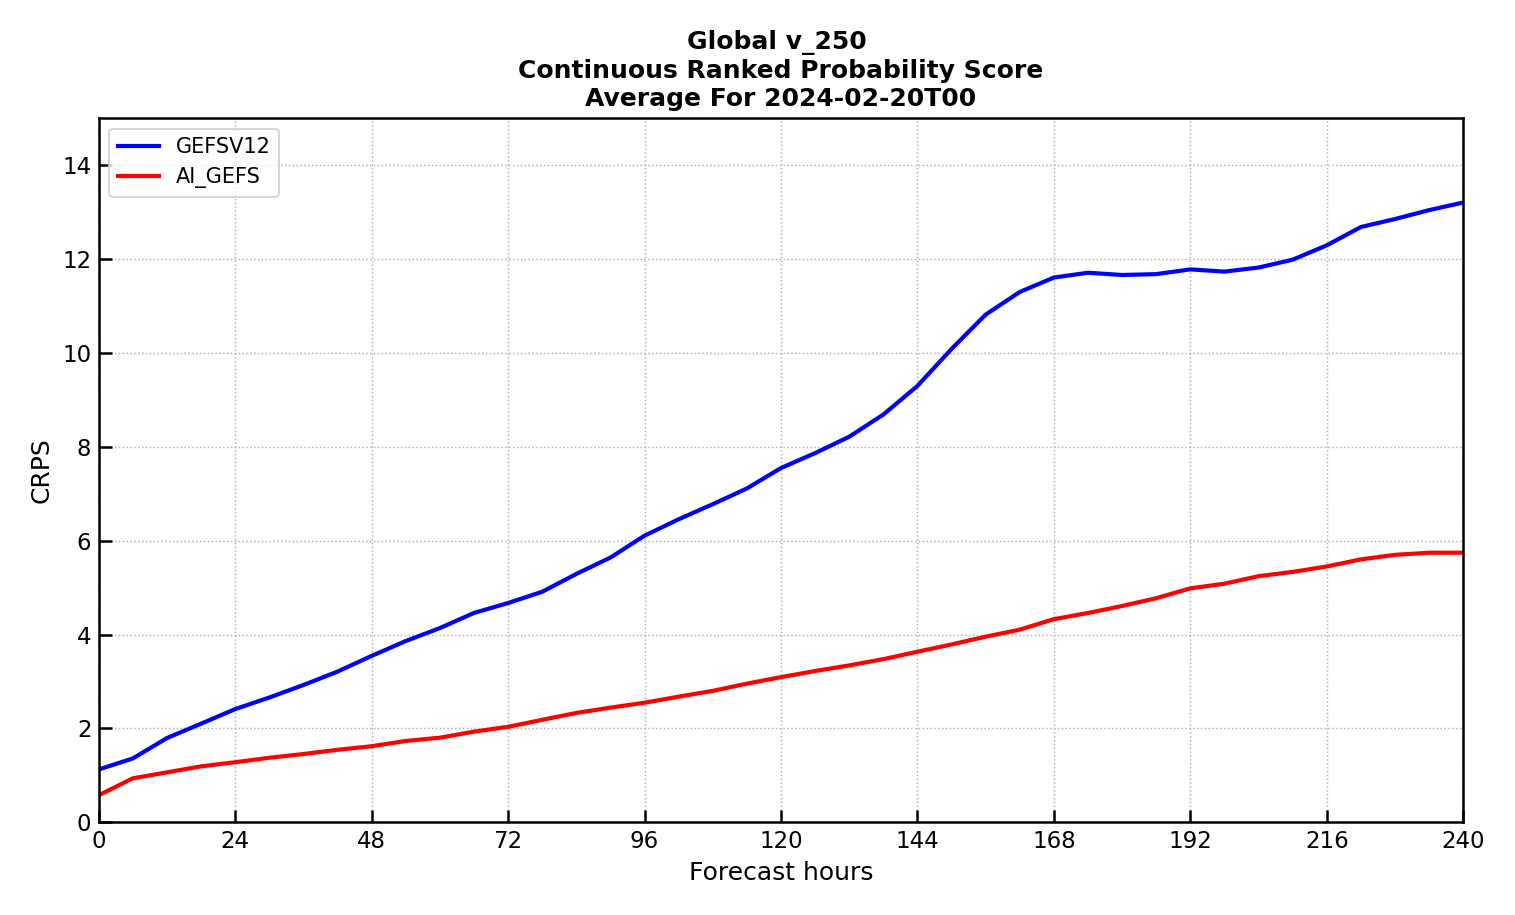 Global v_250
Continuous Ranked Probability Score
Average For 2024-02-20T00
GEFSV12
AI_GEFS
14
12
10
8
6
4
2
0
CRPS
0 24 48 72 96 120 144 168 192 216 240
Forecast hours